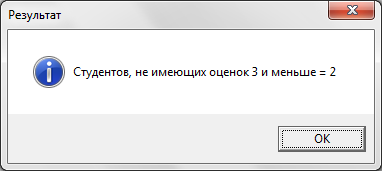 Результат
Студентов, не имеющих оценок 3 и меньше = 2
OK